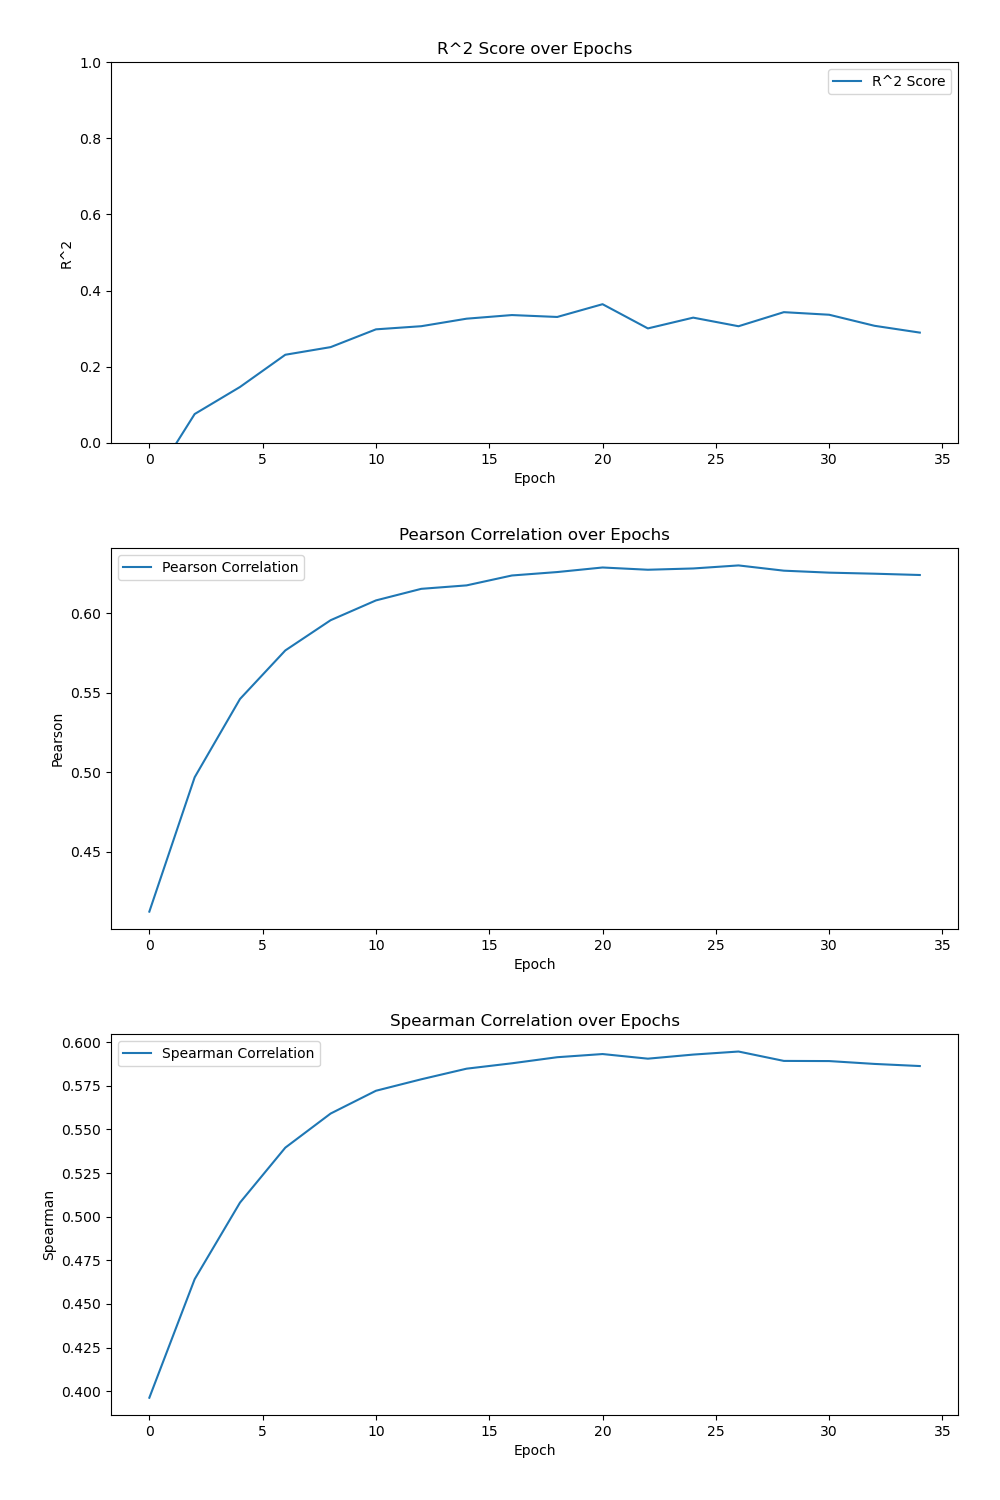 R^2 Score over Epochs
1.0
R^2 Score
0.8
0.6
R^2
0.4
0.2
0.0
0 5 10 15 20 25 30 35
Epoch
Pearson Correlation over Epochs
Pearson Correlation
0.60
0.55
Pearson
0.50
0.45
0 5 10 15 20 25 30 35
Epoch
Spearman Correlation over Epochs
0.600
Spearman Correlation
0.575
0.550
0.525
0.500
Spearman
0.475
0.450
0.425
0.400
0 5 10 15 20 25 30 35
Epoch